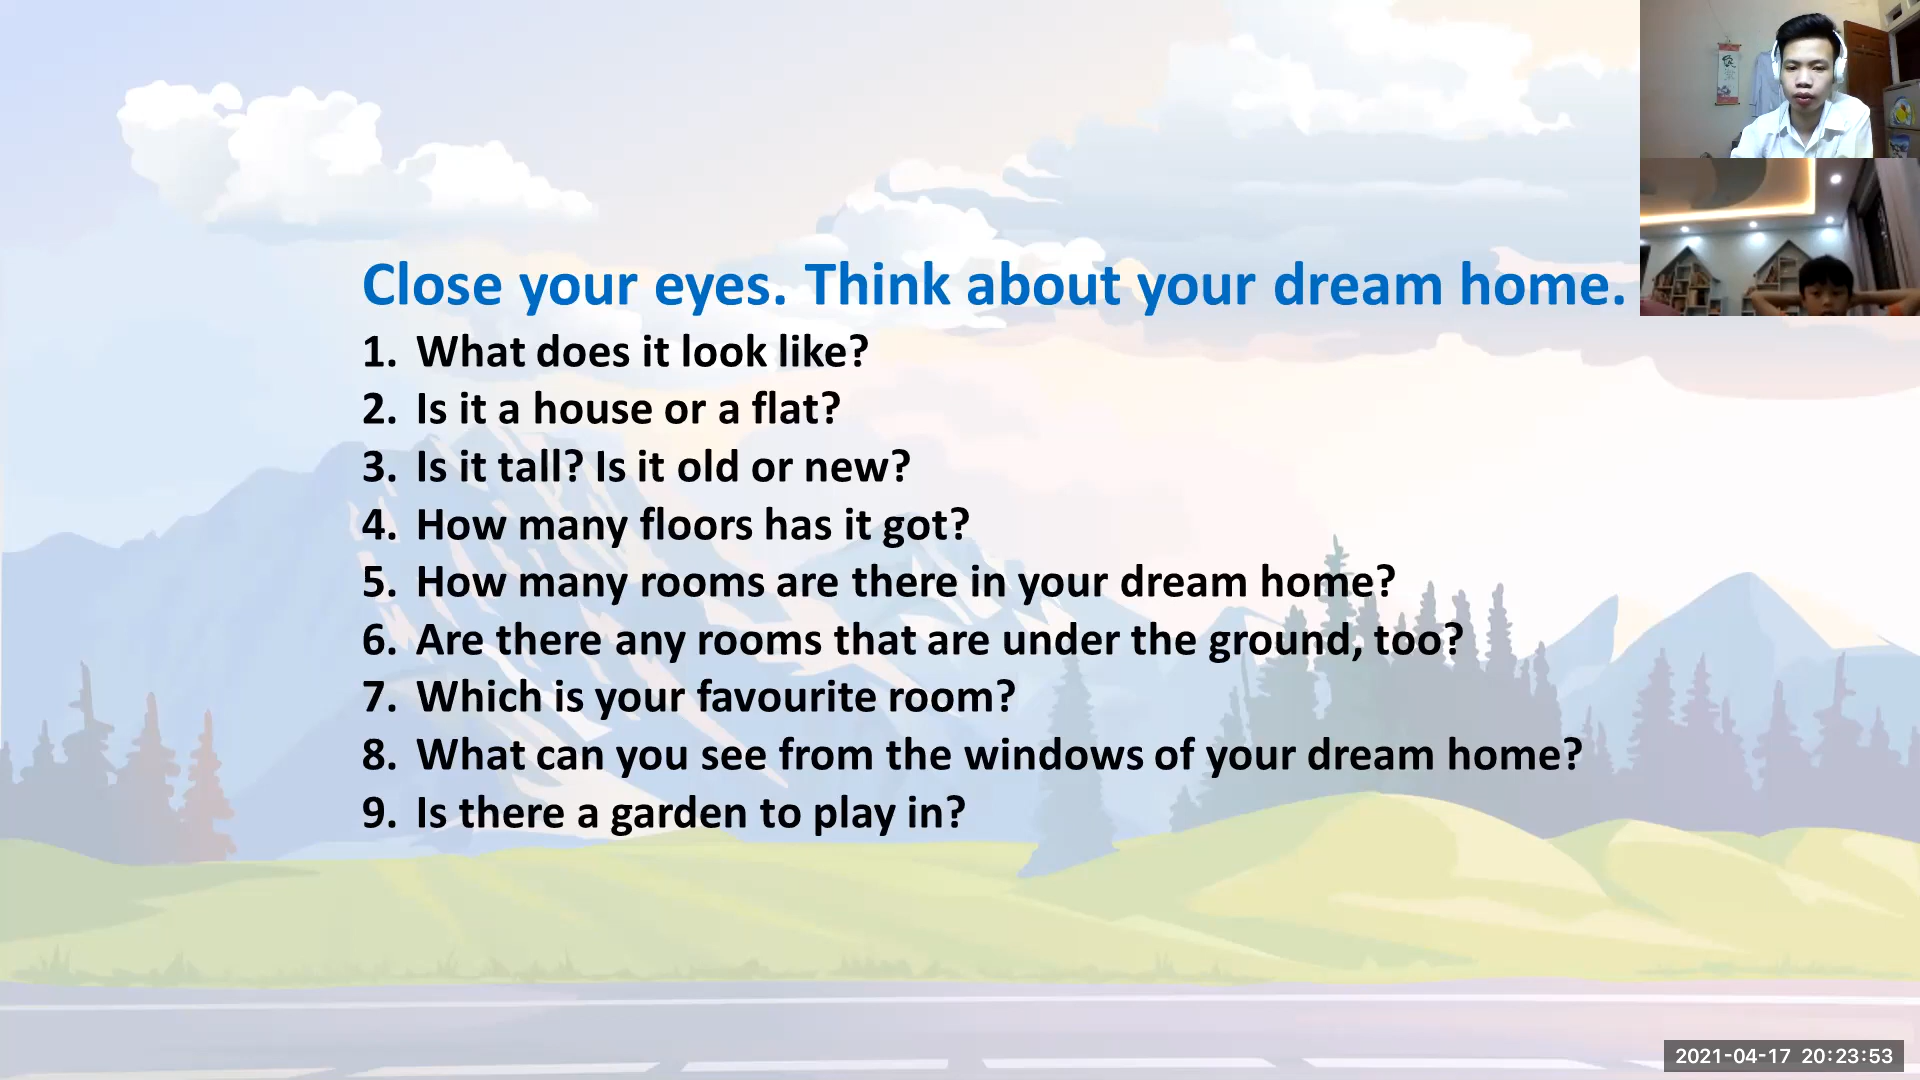 Close your eyes. Think about your dream home.
1. What does it look like?
2. Is it a house or a flat?
3. Is it tall? Is it old or new?
4. How many floors has it got?
5. How many rooms are there in your dream home?
6. Are there any rooms that are under the ground, too?
7. Which is your favourite room?
8. What can you see from the windows of your dream home?
9. Is there a garden to play in?
2021-04-17 20:23:53